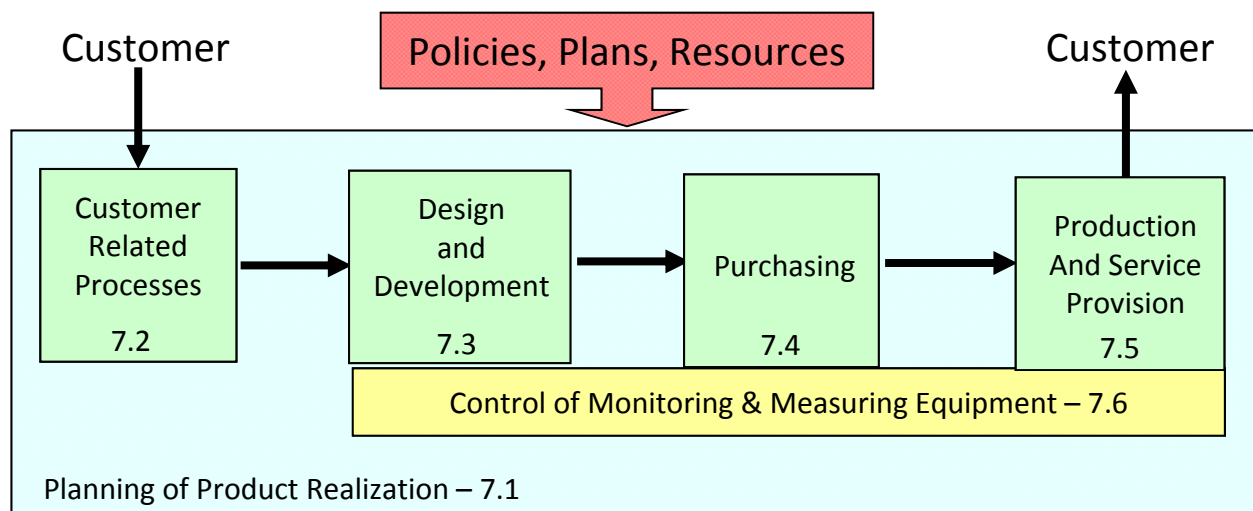 Customer
Policies, Plans, Resources
Customer
Customer
Related
Processes
7.2
Design
and
Development
7.3
Purchasing
7.4
Production
And Service
Provision
7.5
Control of Monitoring & Measuring Equipment – 7.6
Planning of Product Realization – 7.1